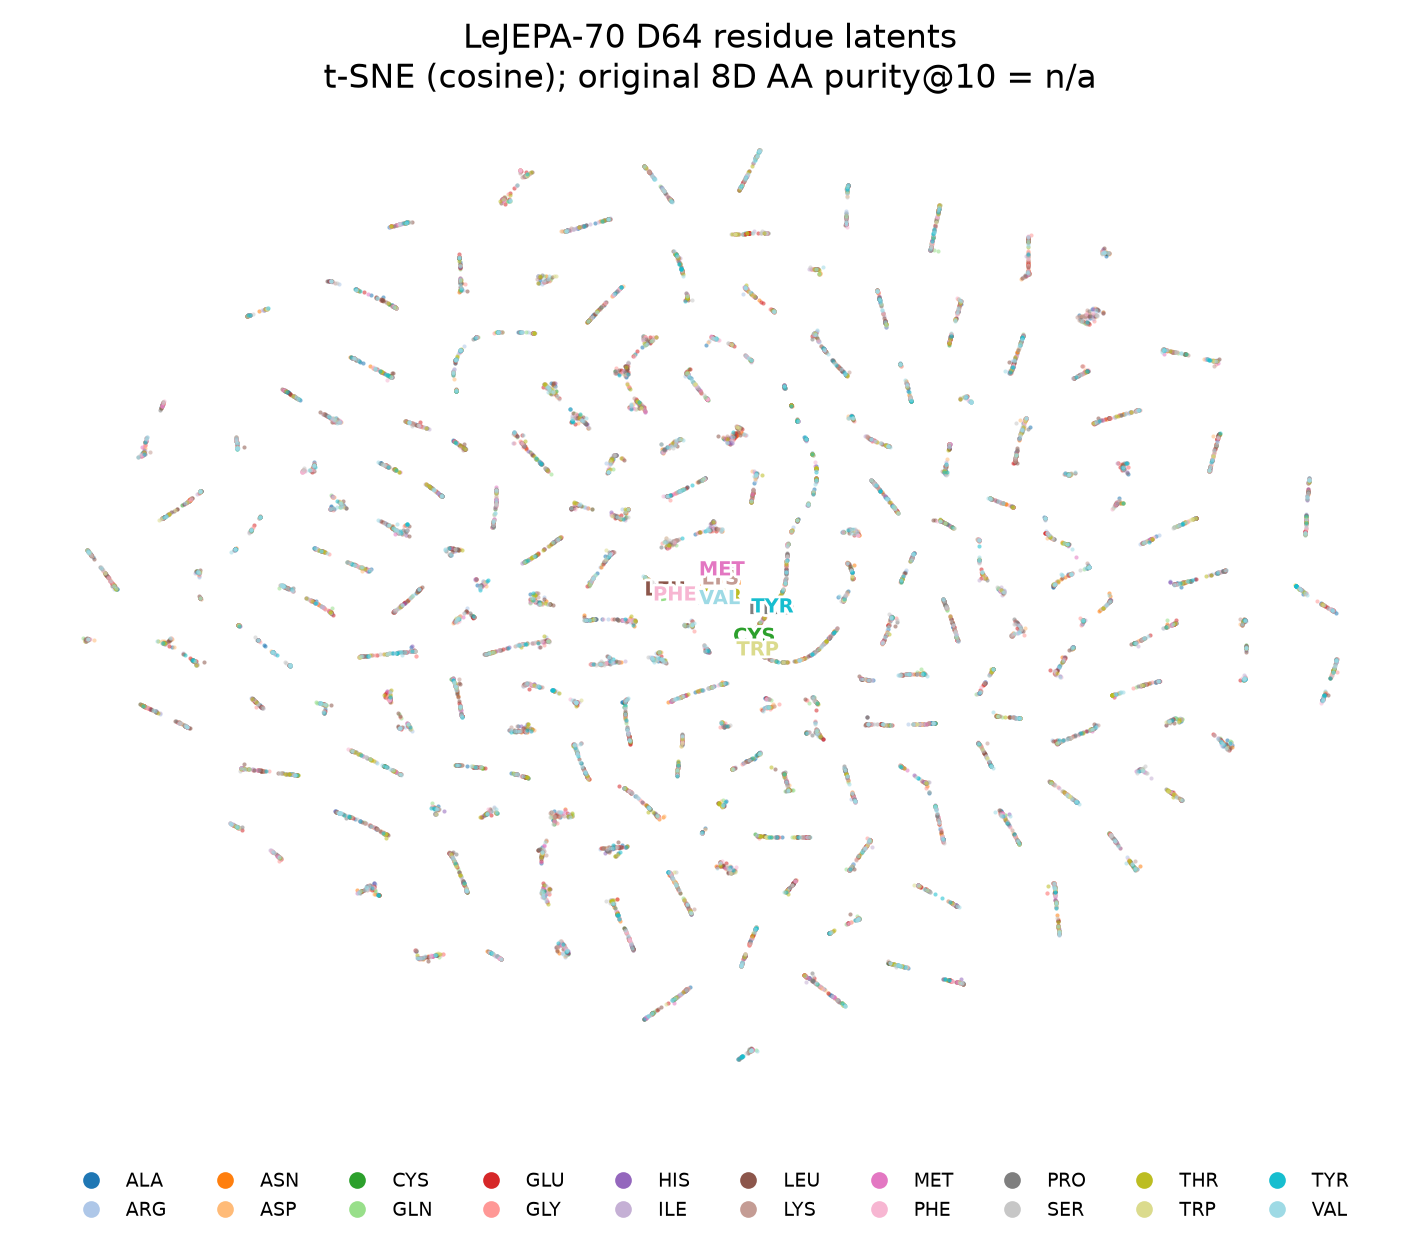 LeJEPA-70 D64 residue latents
t-SNE (cosine); original 8D AA purity@10 = n/a
MET
PHE
VAL
TYR
CYS
TRP
ALA ASN CYS GLU HIS LEU MET PRO THR TYR
ARG ASP GLN GLY ILE LYS PHE SER TRP VAL